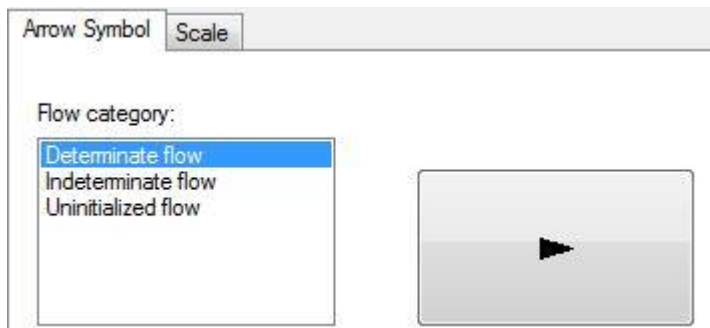 Arrow Symbol Scale
Flow category:
Determinate flow
Indeterminate flow
Uninitialized flow